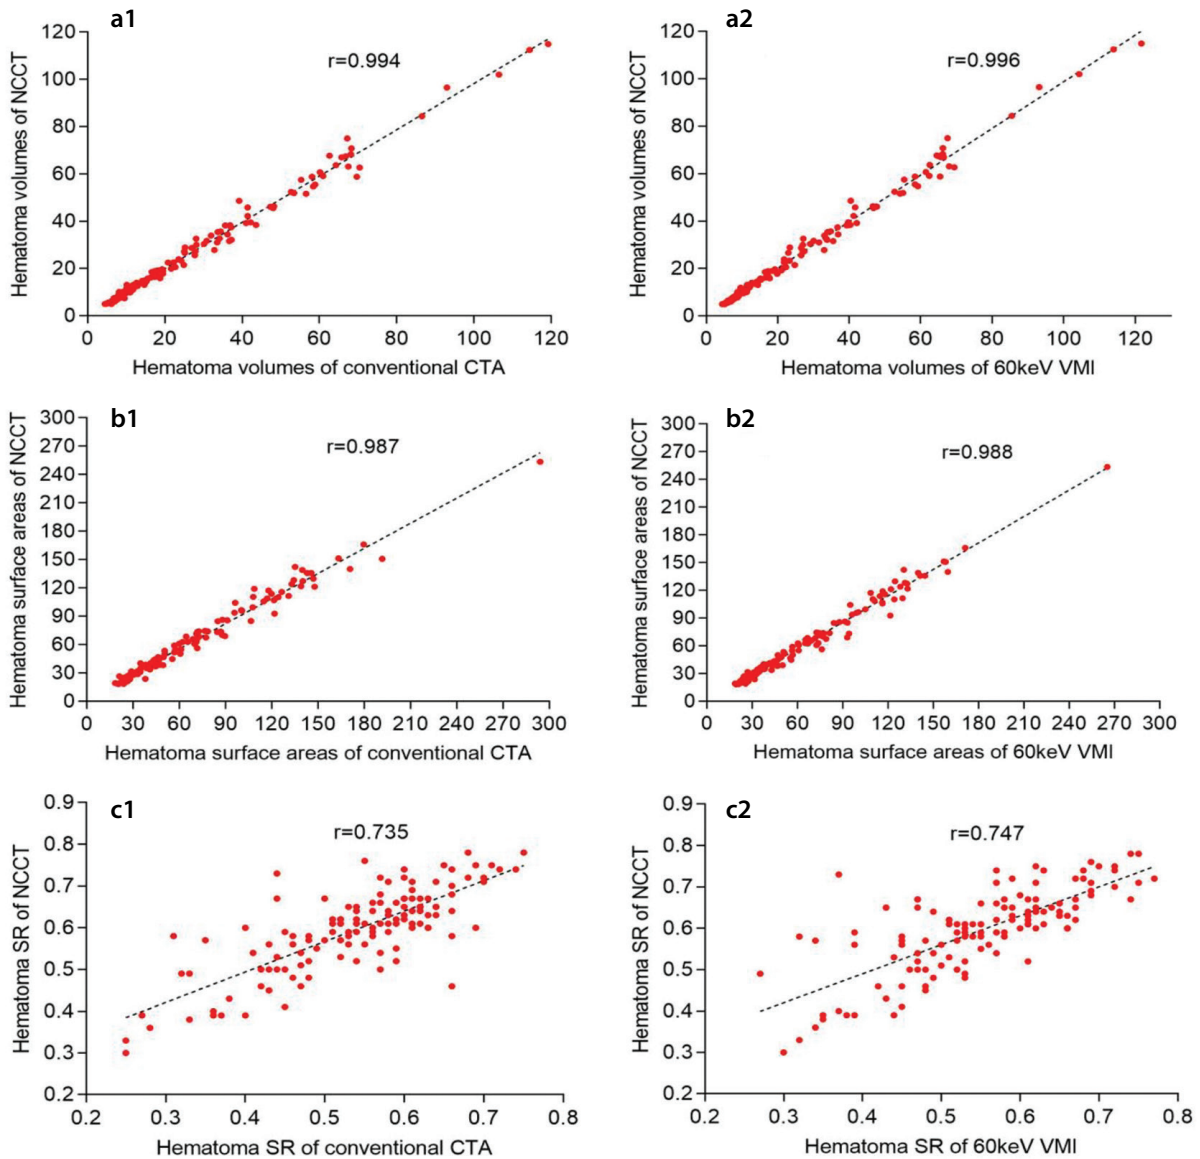 a1
120
100
80
60
40
20
0
Hematoma volumes of NCCT
r=0.994
0 20 40 60 80 100 120
Hematoma volumes of conventional CTA
a2
120
100
80
60
40
20
0
Hematoma volumes of NCCT
r=0.996
0 20 40 60 80 100 120
Hematoma volumes of 60keV VMI
b1
300
270
240
210
180
150
120
90
60
30
0
Hematoma surface areas of NCCT
r=0.987
0 30 60 90 120 150 180 210 240 270 300
Hematoma surface areas of conventional CTA
b2
300
270
240
210
180
150
120
90
60
30
0
Hematoma surface areas of NCCT
r=0.988
0 30 60 90 120 150 180 210 240 270 300
Hematoma surface areas of 60keV VMI
c1
0.9
0.8
0.7
0.6
0.5
0.4
0.3
0.2
Hematoma SR of NCCT
r=0.735
0.2 0.3 0.4 0.5 0.6 0.7 0.8
Hematoma SR of conventional CTA
c2
0.9
0.8
0.7
0.6
0.5
0.4
0.3
0.2
Hematoma SR of NCCT
r=0.747
0.2 0.3 0.4 0.5 0.6 0.7 0.8
Hematoma SR of 60keV VMI